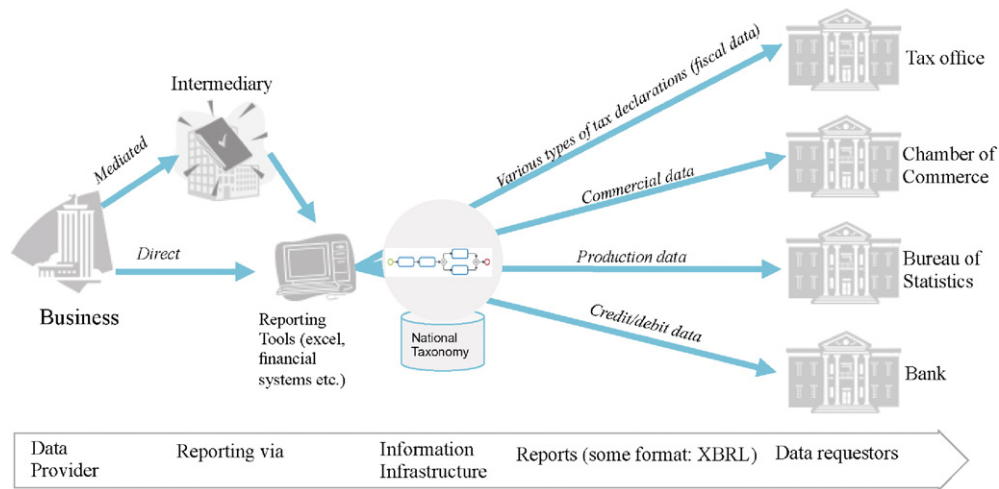 Intermediary
Mediated
Direct
Business
Reporting
Tools (excel,
financial
systems etc.)
National
Taxonomy
Various types of tax declarations (fiscal data)
Commercial data
Production data
Credit/debit data
Tax office
Chamber of
Commerce
Bureau of
Statistics
Bank
Data
Provider
Reporting via
Information
Infrastructure
Reports (some format: XBRL)
Data requestors